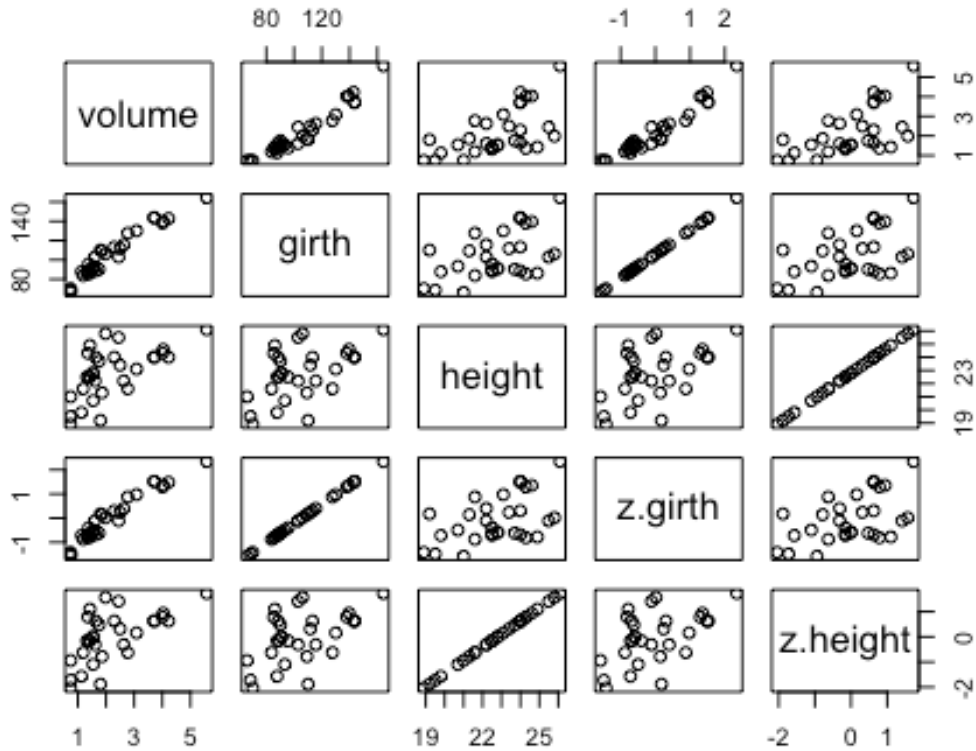 80 120 -1 1 2
volume 1 3 5
80 140 girth
height 19 23
-1 1 z.girth
z.height -2 0
1 3 5 19 22 25 -2 0 2